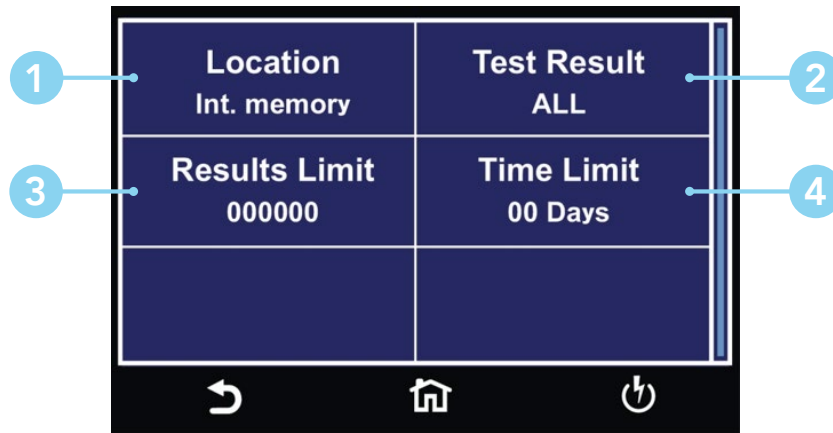 1
Location
Int. memory
Test Result
ALL
2
3
Results Limit
000000
Time Limit
00 Days
4